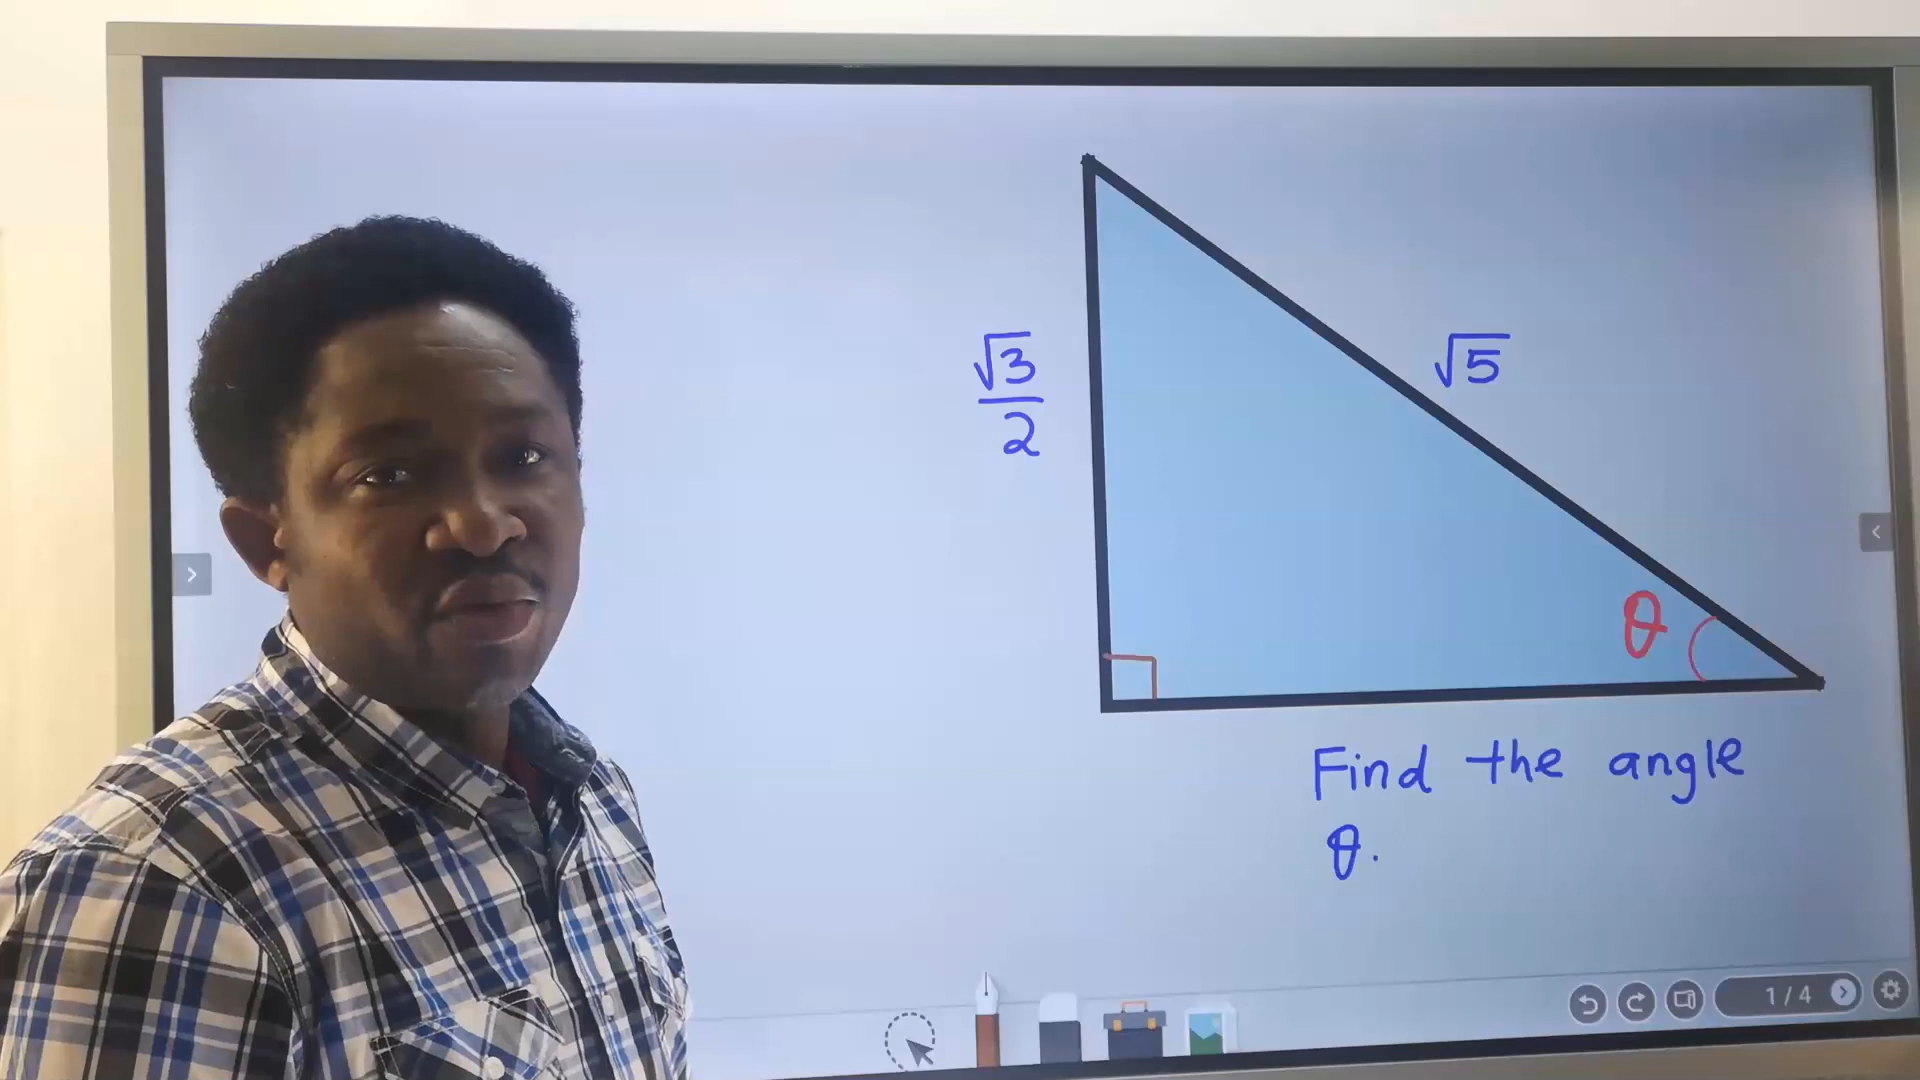 √3/2
√5
θ
Find the angle
θ.
1/4